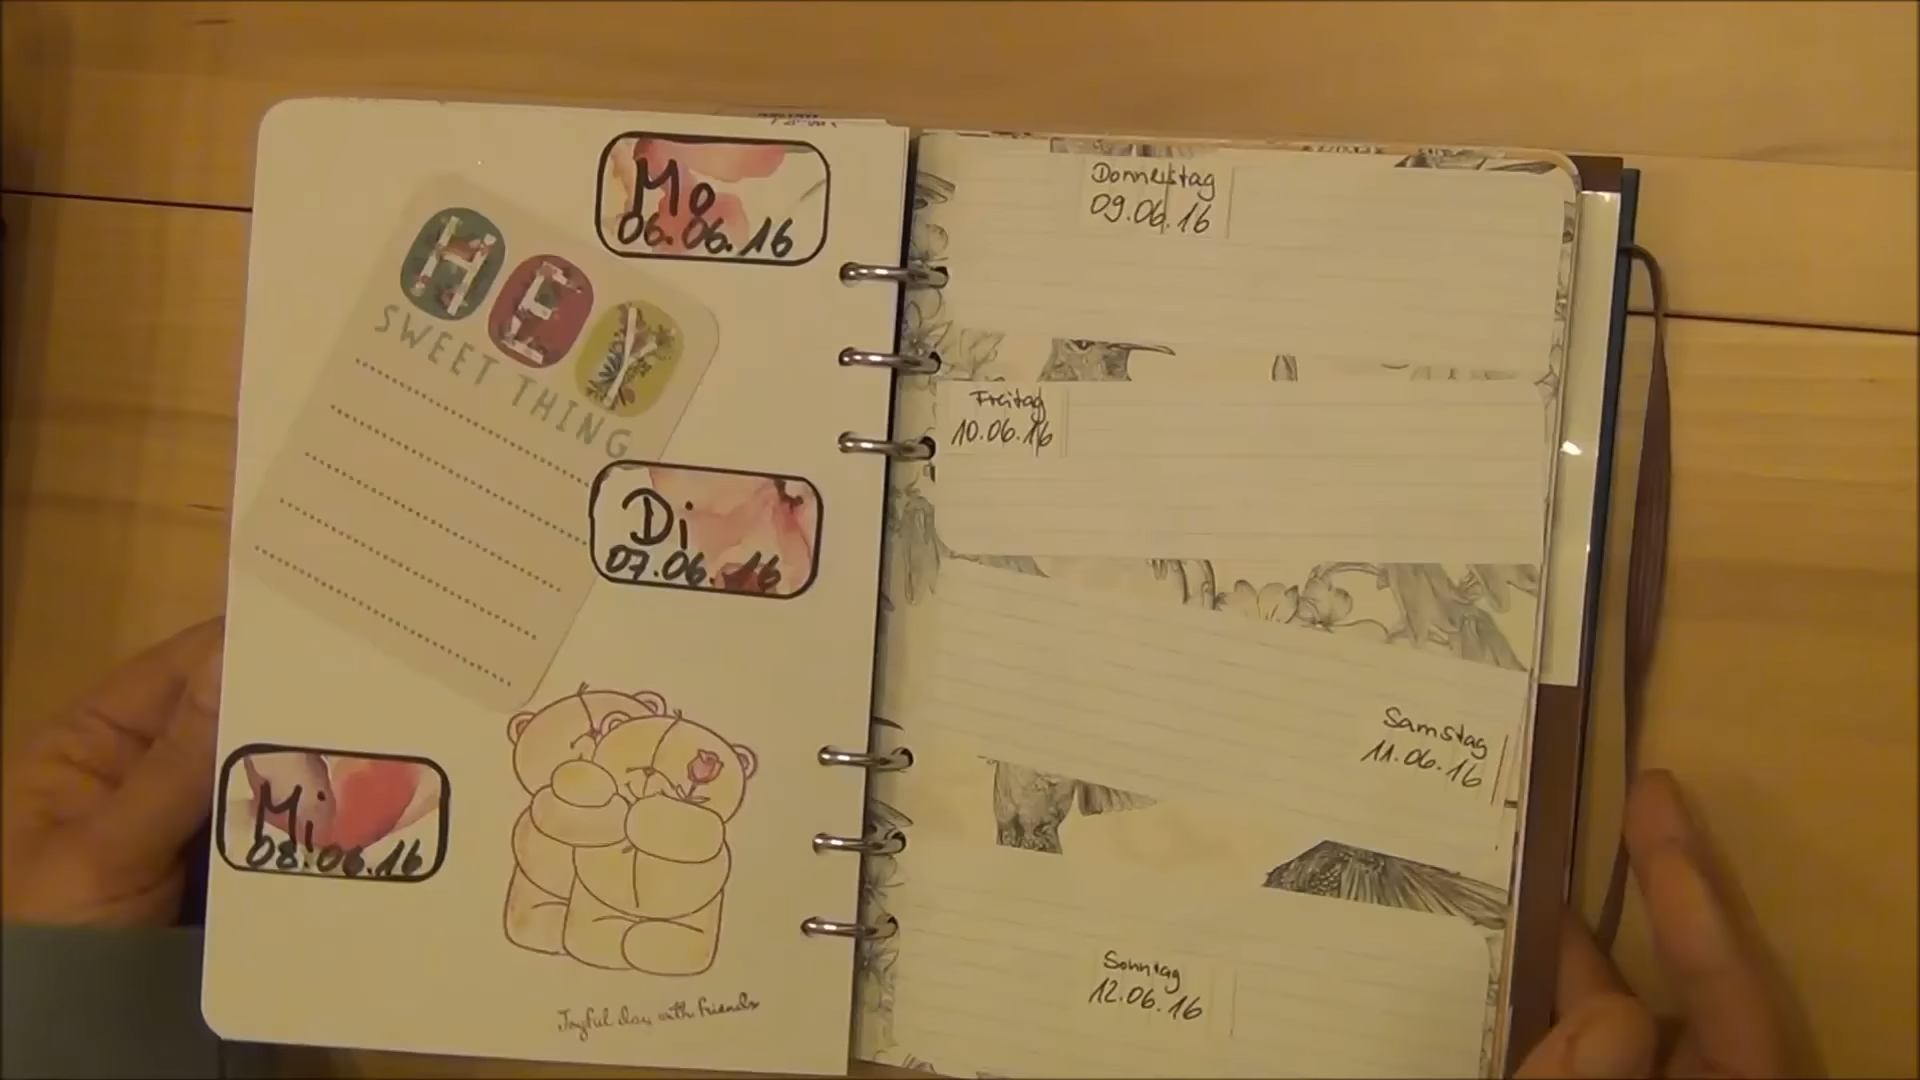 Mo
06.06.16
HEY
SWEET THING
Di
07.06.16
Mi
08.06.16
Joyful day with friends
Donnerstag
09.06.16
Freitag
10.06.16
Samstag
11.06.16
Sonntag
12.06.16